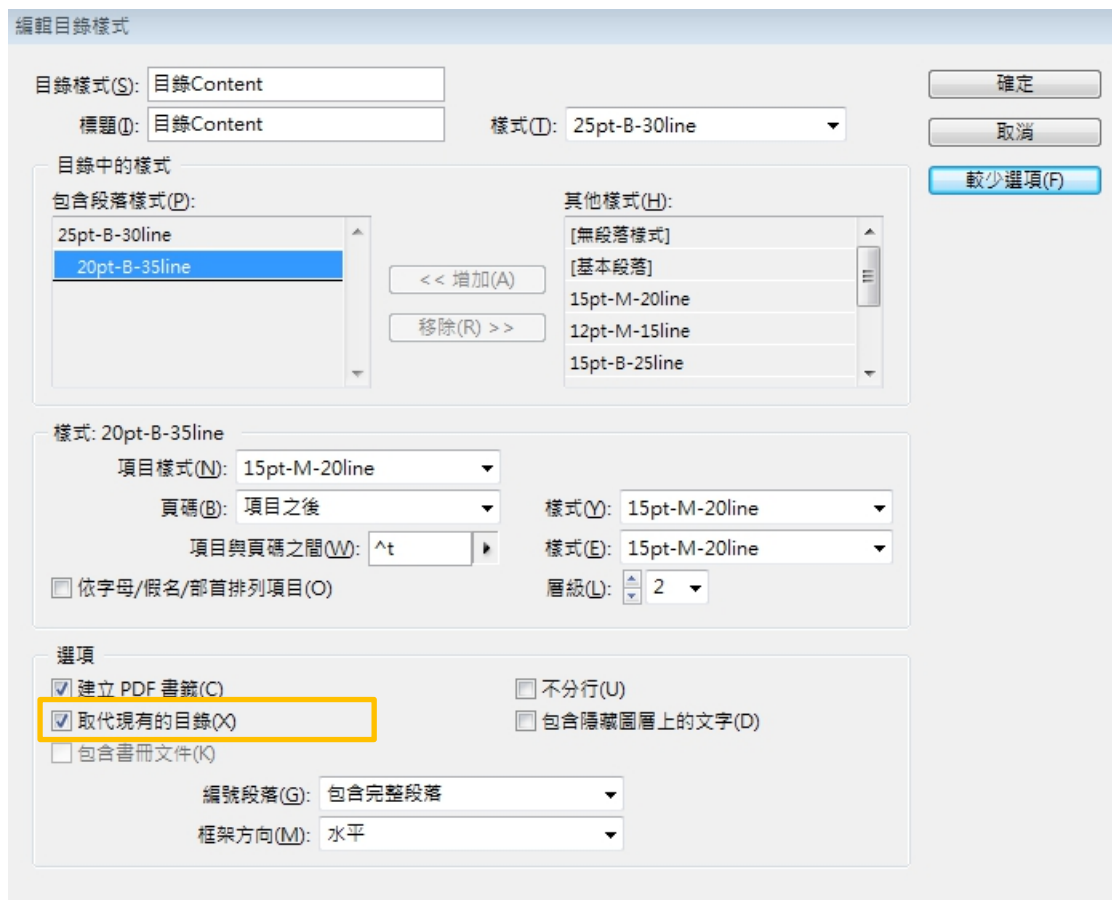 編輯目錄樣式
目錄樣式(S): 目錄Content
標題(I): 目錄Content 樣式(T): 25pt-B-30line
確定
取消
較少選項(F)
目錄中的樣式
包含段落樣式(P):
25pt-B-30line
20pt-B-35line
<< 增加(A)
移除(R) >>
其他樣式(H):
[無段落樣式]
[基本段落]
15pt-M-20line
12pt-M-15line
15pt-B-25line
樣式: 20pt-B-35line
項目樣式(N): 15pt-M-20line
頁碼(B): 項目之後 樣式(Y): 15pt-M-20line
項目與頁碼之間(W): ^t 樣式(E): 15pt-M-20line
依字母/假名/部首排列項目(O) 層級(L): 2
選項
建立 PDF 書籤(C) 不分行(U)
取代現有的目錄(X) 包含隱藏圖層上的文字(D)
包含書冊文件(K)
編號段落(G): 包含完整段落
框架方向(M): 水平